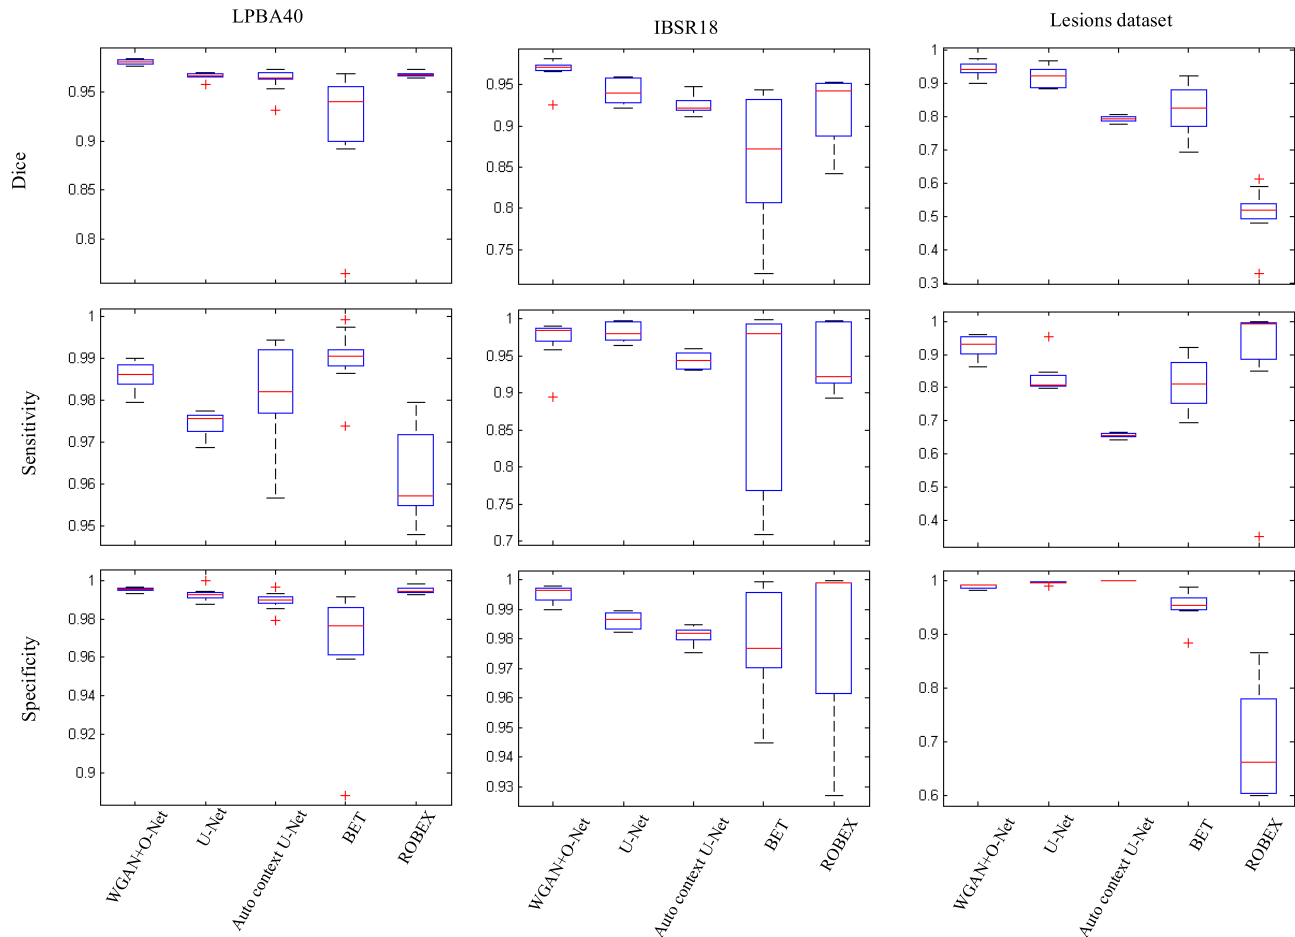 LPBA40
IBSR18
Lesions dataset
Dice
0.95
0.9
0.85
0.8
0.95
0.9
0.85
0.8
0.75
1
0.9
0.8
0.7
0.6
0.5
0.4
0.3
Sensitivity
1
0.99
0.98
0.97
0.96
0.95
1
0.95
0.9
0.85
0.8
0.75
0.7
1
0.9
0.8
0.7
0.6
0.5
0.4
Specificity
1
0.98
0.96
0.94
0.92
0.9
1
0.99
0.98
0.97
0.96
0.95
0.94
0.93
1
0.9
0.8
0.7
0.6
WGAN+O-Net
U-Net
Auto context U-Net
BET
ROBEX
WGAN+O-Net
U-Net
Auto context U-Net
BET
ROBEX
WGAN+O-Net
U-Net
Auto context U-Net
BET
ROBEX